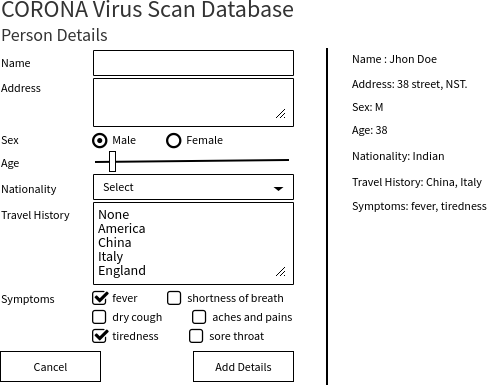 CORONA Virus Scan Database
Person Details
Name
Address
Sex Male Female
Age
Nationality Select
Travel History None
America
China
Italy
England
Symptoms fever shortness of breath
dry cough aches and pains
tiredness sore throat
Cancel Add Details
Name : Jhon Doe
Address: 38 street, NST.
Sex: M
Age: 38
Nationality: Indian
Travel History: China, Italy
Symptoms: fever, tiredness